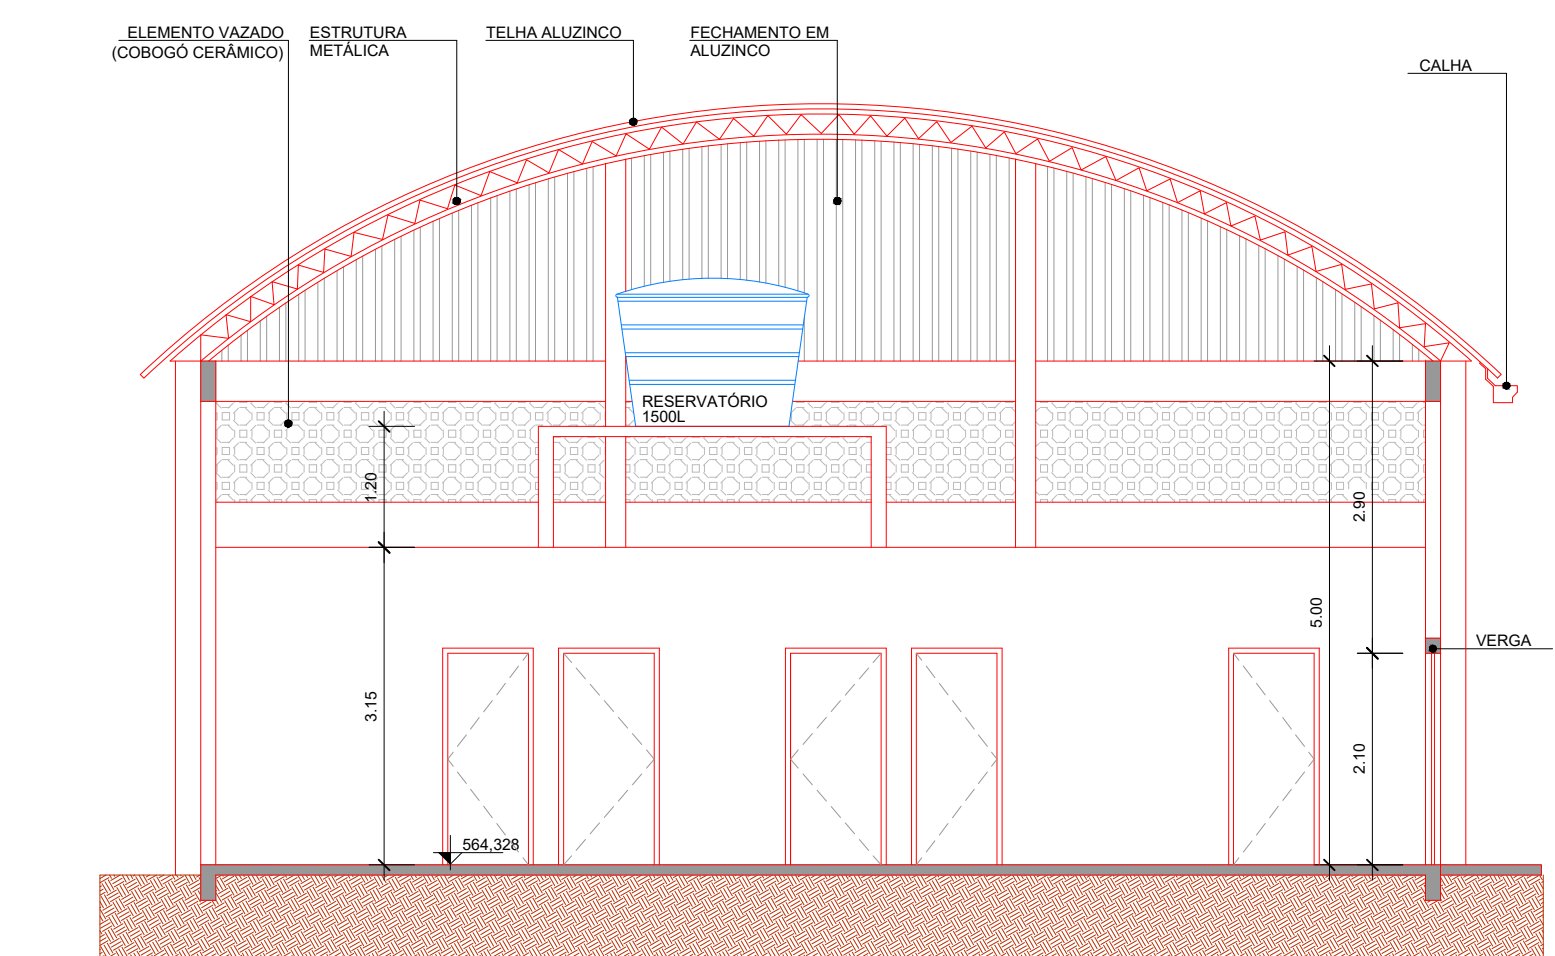 ELEMENTO VAZADO
(COBOGÓ CERÂMICO)
ESTRUTURA
METÁLICA
TELHA ALUZINCO
FECHAMENTO EM
ALUZINCO
CALHA
RESERVATÓRIO
1500L
1.20
2.90
5.00
VERGA
3.15
2.10
564,328